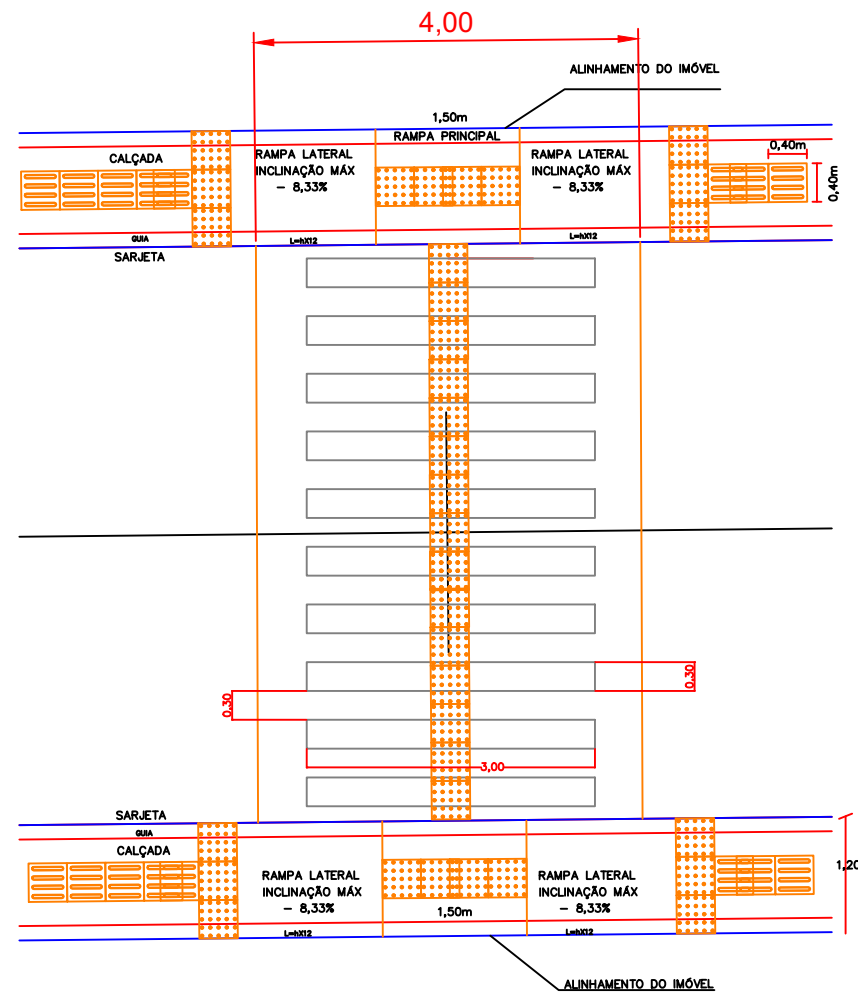 4,00
ALINHAMENTO DO IMÓVEL
1,50m
RAMPA PRINCIPAL
CALÇADA
RAMPA LATERAL
INCLINAÇÃO MÁX
- 8,33%
RAMPA LATERAL
INCLINAÇÃO MÁX
- 8,33%
0,40m
0,40m
GUIA
L=hX12
L=hX12
SARJETA
0,30
0,30
3,00
SARJETA
GUIA
CALÇADA
RAMPA LATERAL
INCLINAÇÃO MÁX
- 8,33%
1,50m
RAMPA LATERAL
INCLINAÇÃO MÁX
- 8,33%
1,20
L=hX12
L=hX12
ALINHAMENTO DO IMÓVEL